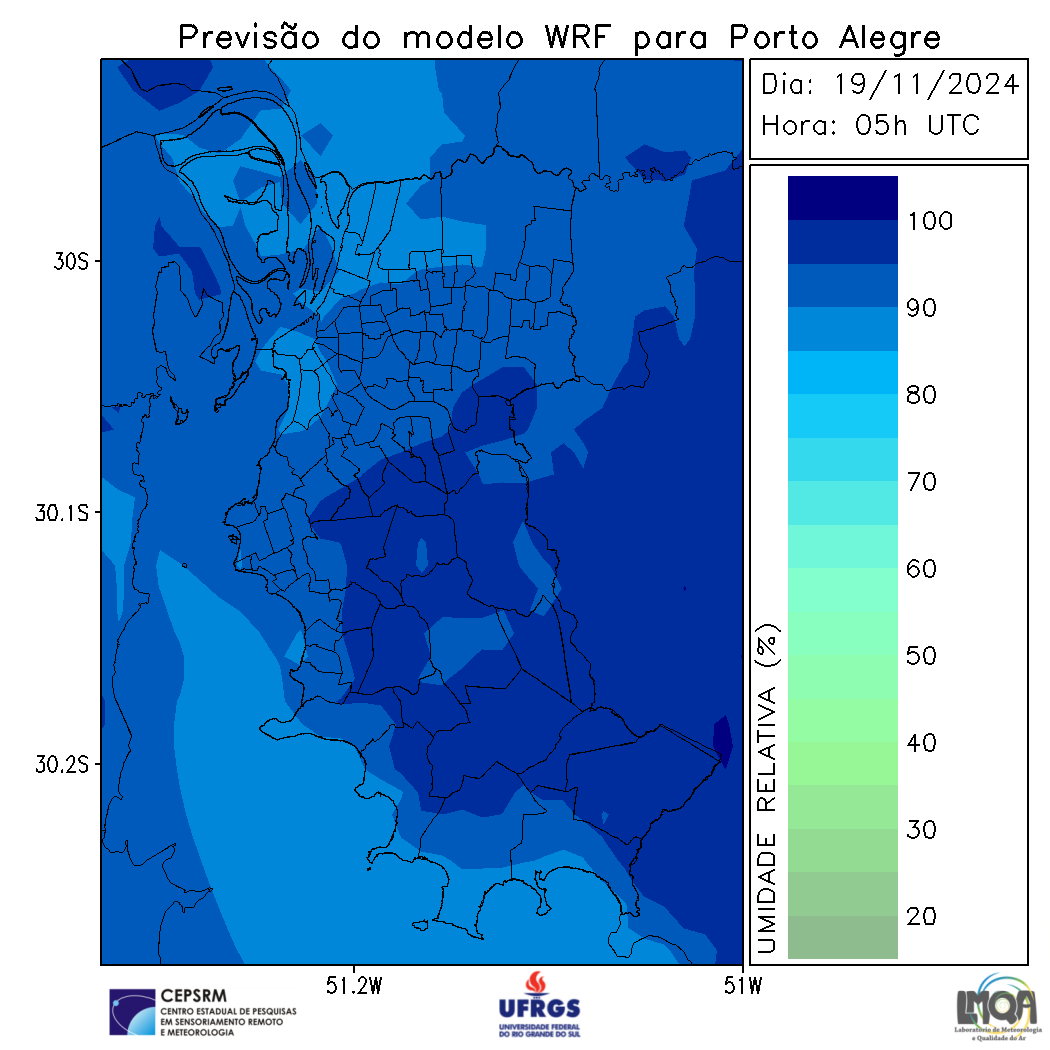 Previsão do modelo WRF para Porto Alegre
Dia: 19/11/2024
Hora: 05h UTC
30S
30.1S
30.2S
51.2W
51W
UMIDADE RELATIVA (%)
100
90
80
70
60
50
40
30
20
CEPSRM
CENTRO ESTADUAL DE PESQUISAS
EM SENSORIAMENTO REMOTO
E METEOROLOGIA
UFRGS
UNIVERSIDADE FEDERAL
DO RIO GRANDE DO SUL
LMQA
Laboratório de Meteorologia
e Qualidade do Ar